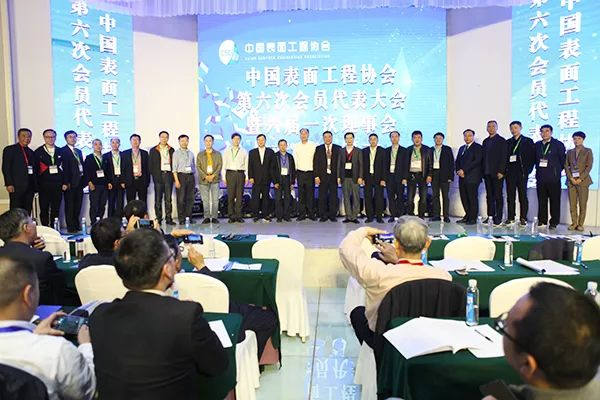 中国表面工程
第六次会员代表
中国表面工程协会
CHINA SURFACE ENGINEERING ASSOCIATION
中国表面工程协会
第六次会员代表大会
暨六届一次理事会
中国表面工程
第六次会员代